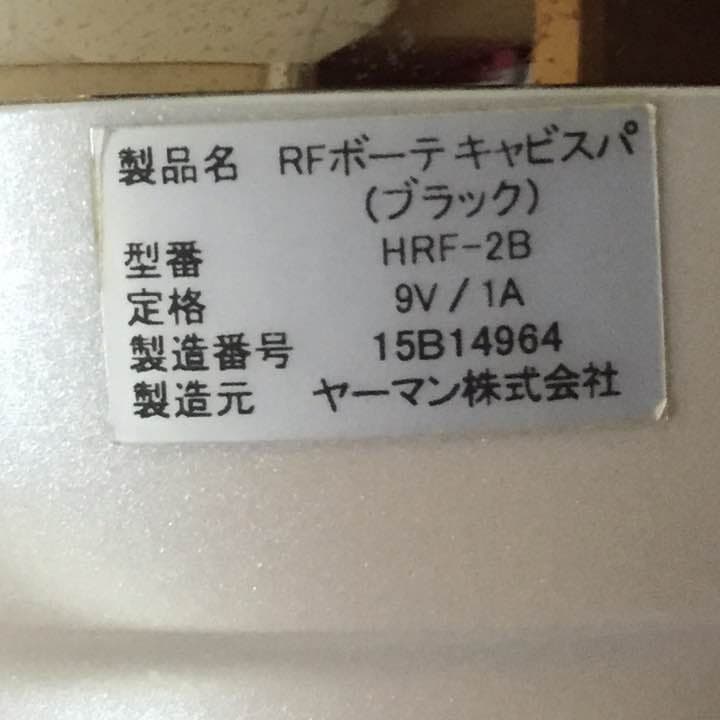 製品名 RFボーテ キャビスパ
(ブラック)
型番 HRF-2B
定格 9V/1A
製造番号 15B14964
製造元 ヤーマン株式会社